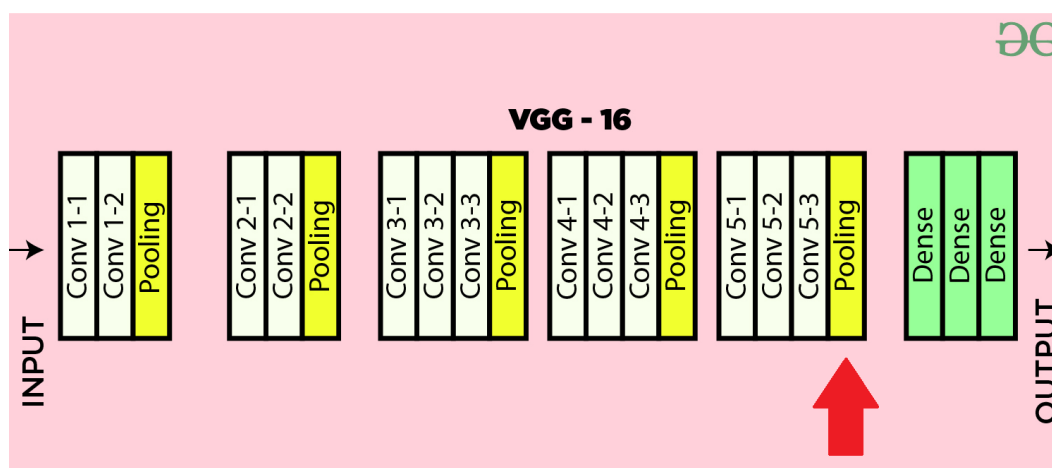 VGG - 16
INPUT
Conv 1-1
Conv 1-2
Pooling
Conv 2-1
Conv 2-2
Pooling
Conv 3-1
Conv 3-2
Conv 3-3
Pooling
Conv 4-1
Conv 4-2
Conv 4-3
Pooling
Conv 5-1
Conv 5-2
Conv 5-3
Pooling
Dense
Dense
Dense
OUTPUT